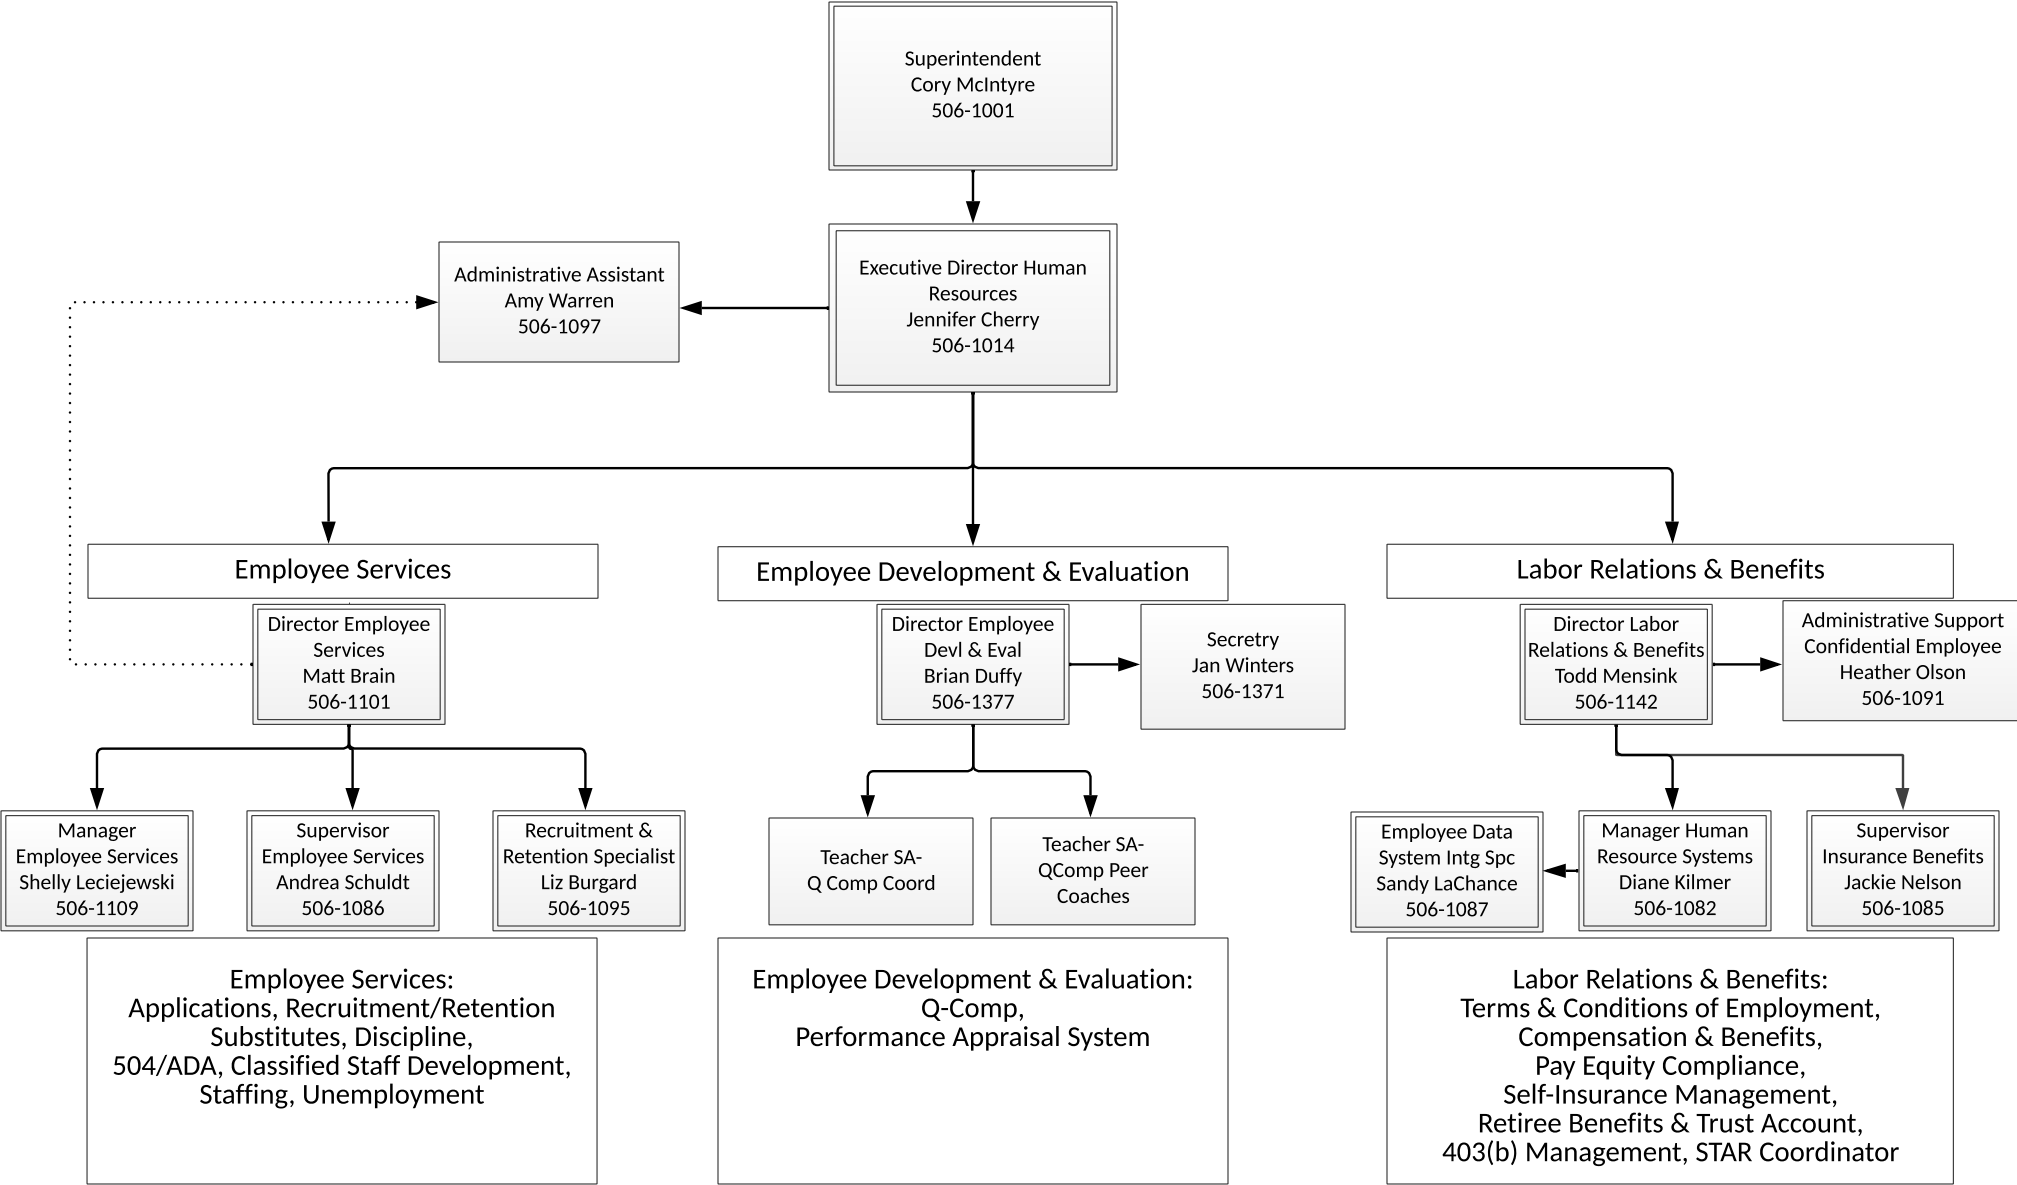 Superintendent
Cory McIntyre
506-1001
Administrative Assistant
Amy Warren
506-1097
Executive Director Human
Resources
Jennifer Cherry
506-1014
Employee Services
Employee Development & Evaluation
Labor Relations & Benefits
Director Employee
Services
Matt Brain
506-1101
Director Employee
Devl & Eval
Brian Duffy
506-1377
Secretry
Jan Winters
506-1371
Director Labor
Relations & Benefits
Todd Mensink
506-1142
Administrative Support
Confidential Employee
Heather Olson
506-1091
Manager
Employee Services
Shelly Leciejewski
506-1109
Supervisor
Employee Services
Andrea Schuldt
506-1086
Recruitment &
Retention Specialist
Liz Burgard
506-1095
Teacher SA-
Q Comp Coord
Teacher SA-
QComp Peer
Coaches
Employee Data
System Intg Spc
Sandy LaChance
506-1087
Manager Human
Resource Systems
Diane Kilmer
506-1082
Supervisor
Insurance Benefits
Jackie Nelson
506-1085
Employee Services:
Applications, Recruitment/Retention
Substitutes, Discipline,
504/ADA, Classified Staff Development,
Staffing, Unemployment
Employee Development & Evaluation:
Q-Comp,
Performance Appraisal System
Labor Relations & Benefits:
Terms & Conditions of Employment,
Compensation & Benefits,
Pay Equity Compliance,
Self-Insurance Management,
Retiree Benefits & Trust Account,
403(b) Management, STAR Coordinator